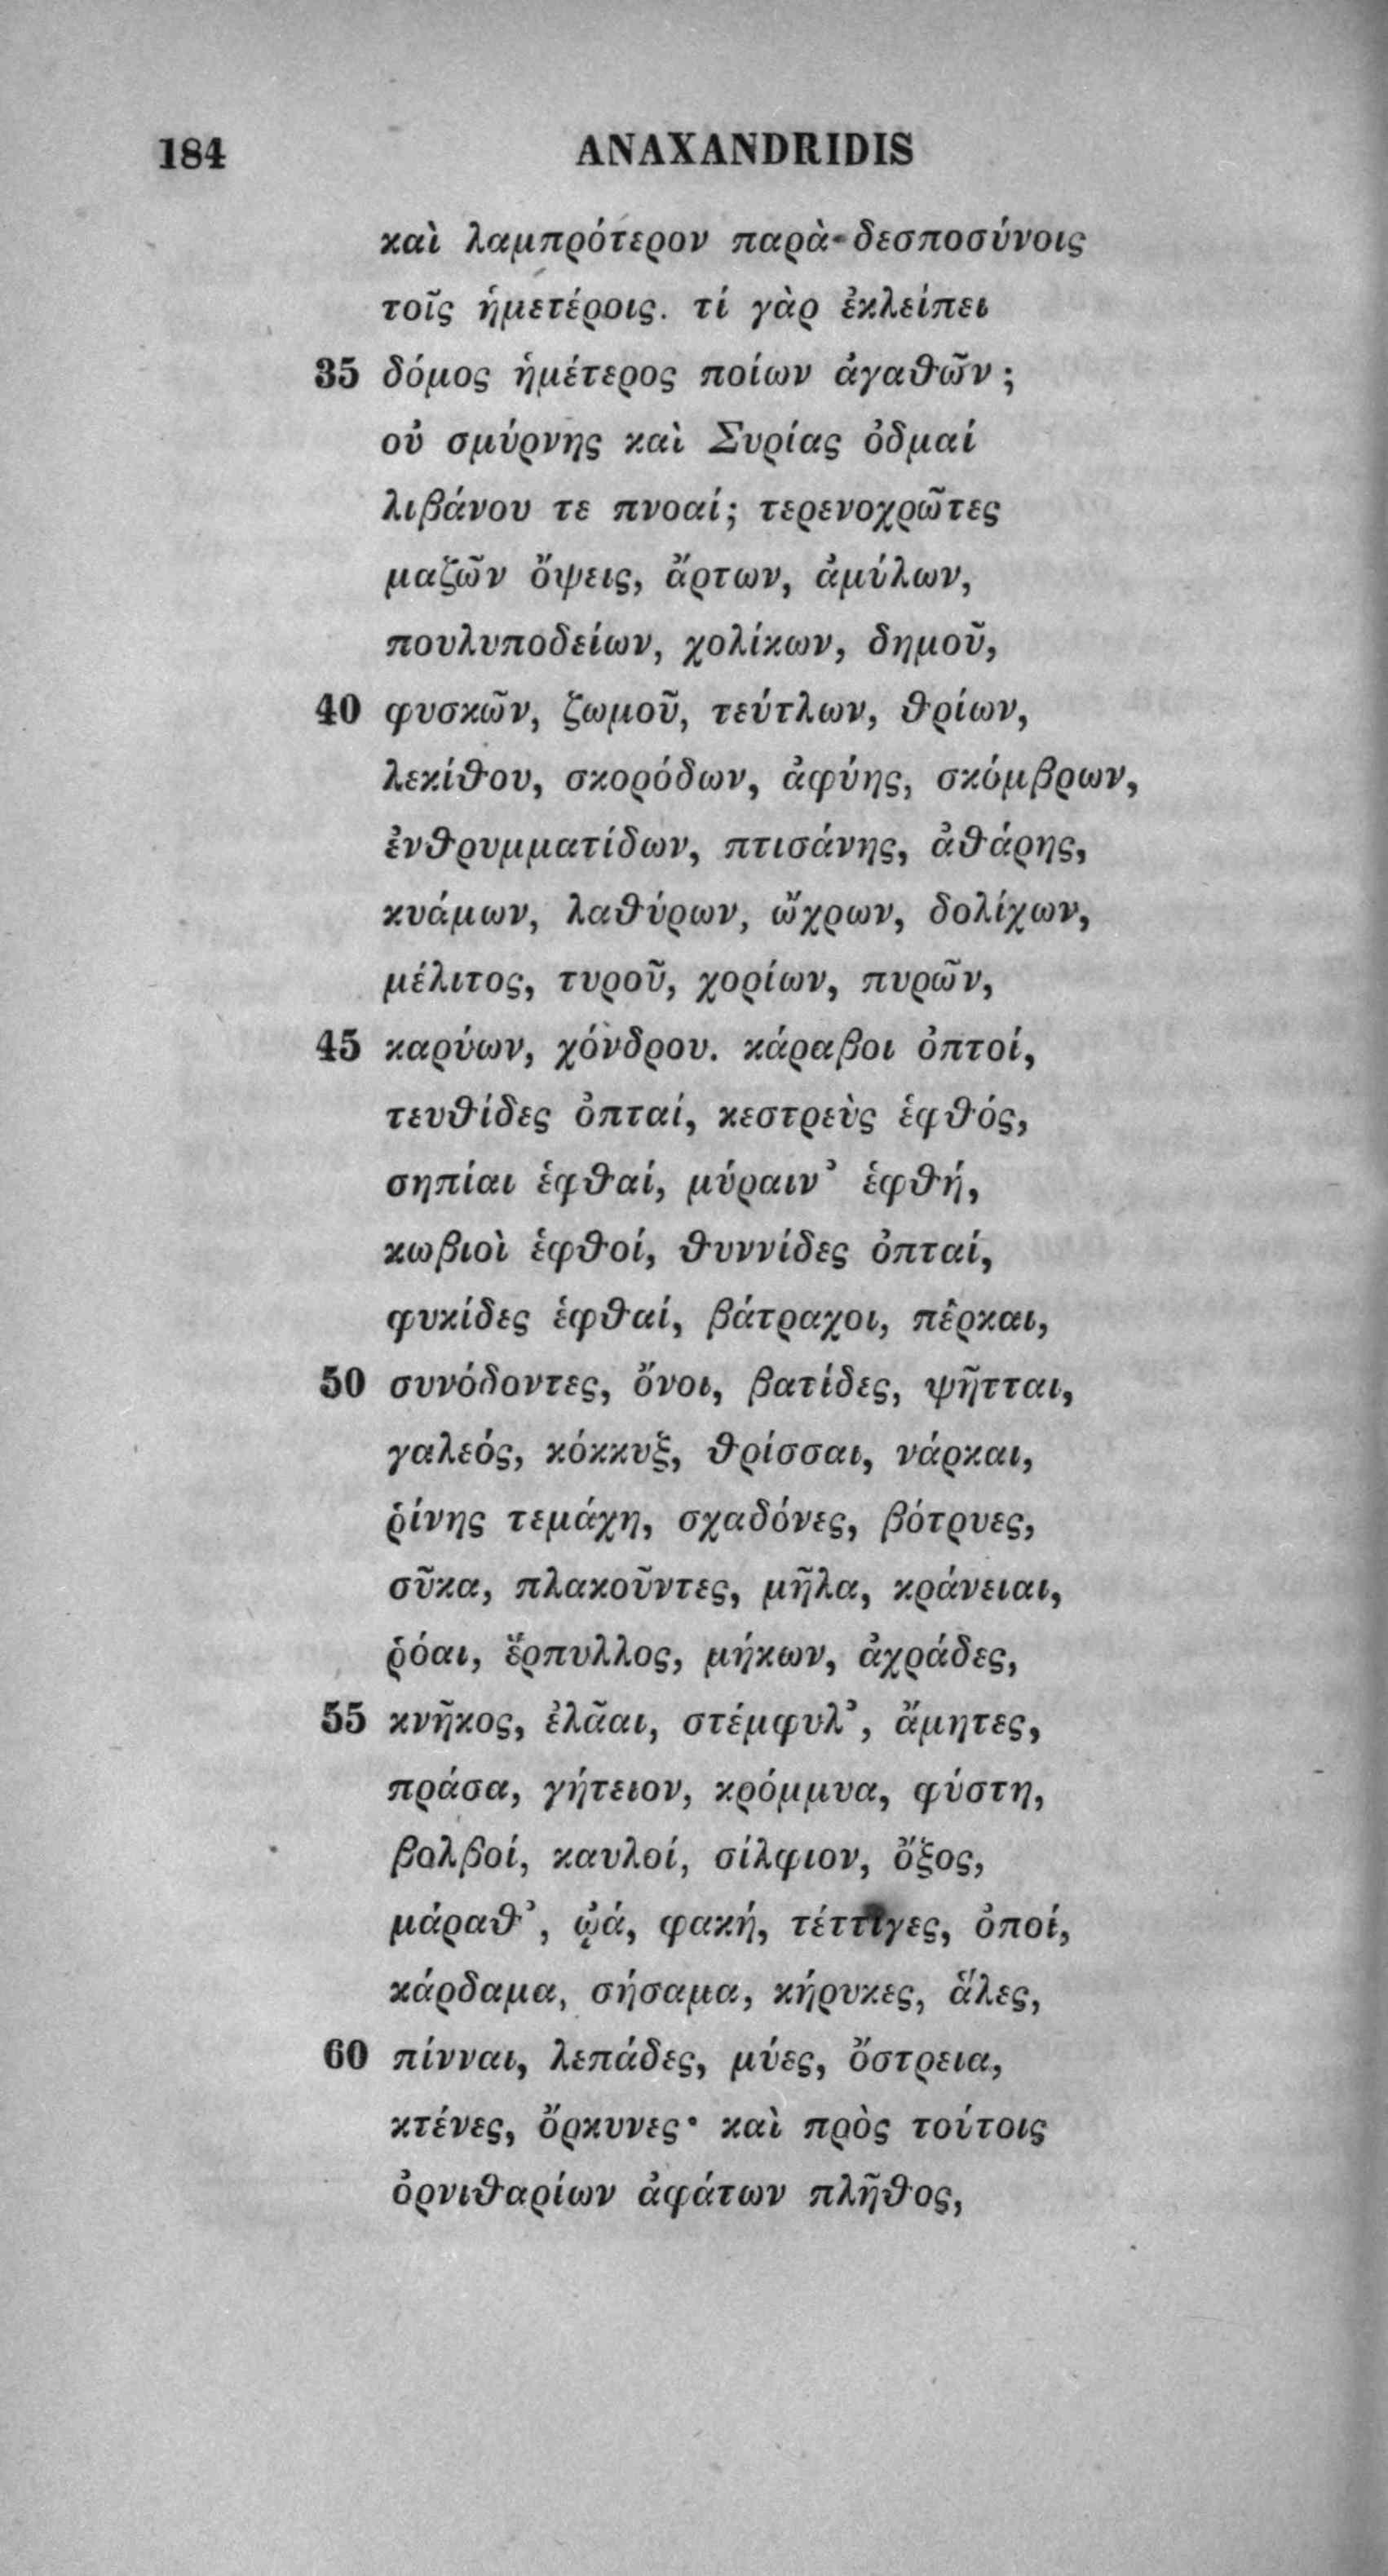 184 ANAXANDRIDIS
καὶ λαμπρότερον παρὰ δεσποσύνοις
τοῖς ἡμετέροις. τί γὰρ ἐκλείπει
35 δόμος ἡμέτερος ποίων ἀγαθῶν;
οὐ σμύρνης καὶ Συρίας ὀδμαί
λιβάνου τε πνοαί; τερενοχρῶτες
μαζῶν ὄψεις, ἄρτων, ἀμύλων,
πουλυποδείων, χολίκων, δημοῦ,
40 φυσκῶν, ζωμοῦ, τεύτλων, θρίων,
λεκίθου, σκορόδων, ἀφύης, σκόμβρων,
ἐνθρυμματίδων, πτισάνης, ἀθάρης,
κυάμων, λαθύρων, ὤχρων, δολίχων,
μέλιτος, τυροῦ, χορίων, πυρῶν,
45 καρύων, χόνδρου. κάραβοι ὀπτοί,
τευθίδες ὀπταί, κεστρεὺς ἑφθός,
σηπίαι ἑφθαί, μύραιν’ ἑφθή,
κωβιοὶ ἑφθοί, θυννίδες ὀπταί,
φυκίδες ἑφθαί, βάτραχοι, πέρκαι,
50 συνόδοντες, ὄνοι, βατίδες, ψῆτται,
γαλεός, κόκκυξ, θρίσσαι, νάρκαι,
ῥίνης τεμάχη, σχαδόνες, βότρυες,
σῦκα, πλακοῦντες, μῆλα, κράνειαι,
ῥόαι, ἕρπυλλος, μήκων, ἀχράδες,
55 κνῆκος, ἐλᾶαι, στέμφυλ’, ἄμητες,
πράσα, γήτειον, κρόμμυα, φύστη,
βολβοί, καυλοί, σίλφιον, ὄξος,
μάραθ’, ᾠά, φακή, τέττιγες, ὀποί,
κάρδαμα, σήσαμα, κήρυκες, ἅλες,
60 πίνναι, λεπάδες, μύες, ὄστρεια,
κτένες, ὄρκυνες· καὶ πρὸς τούτοις
ὀρνιθαρίων ἀφάτων πλῆθος,